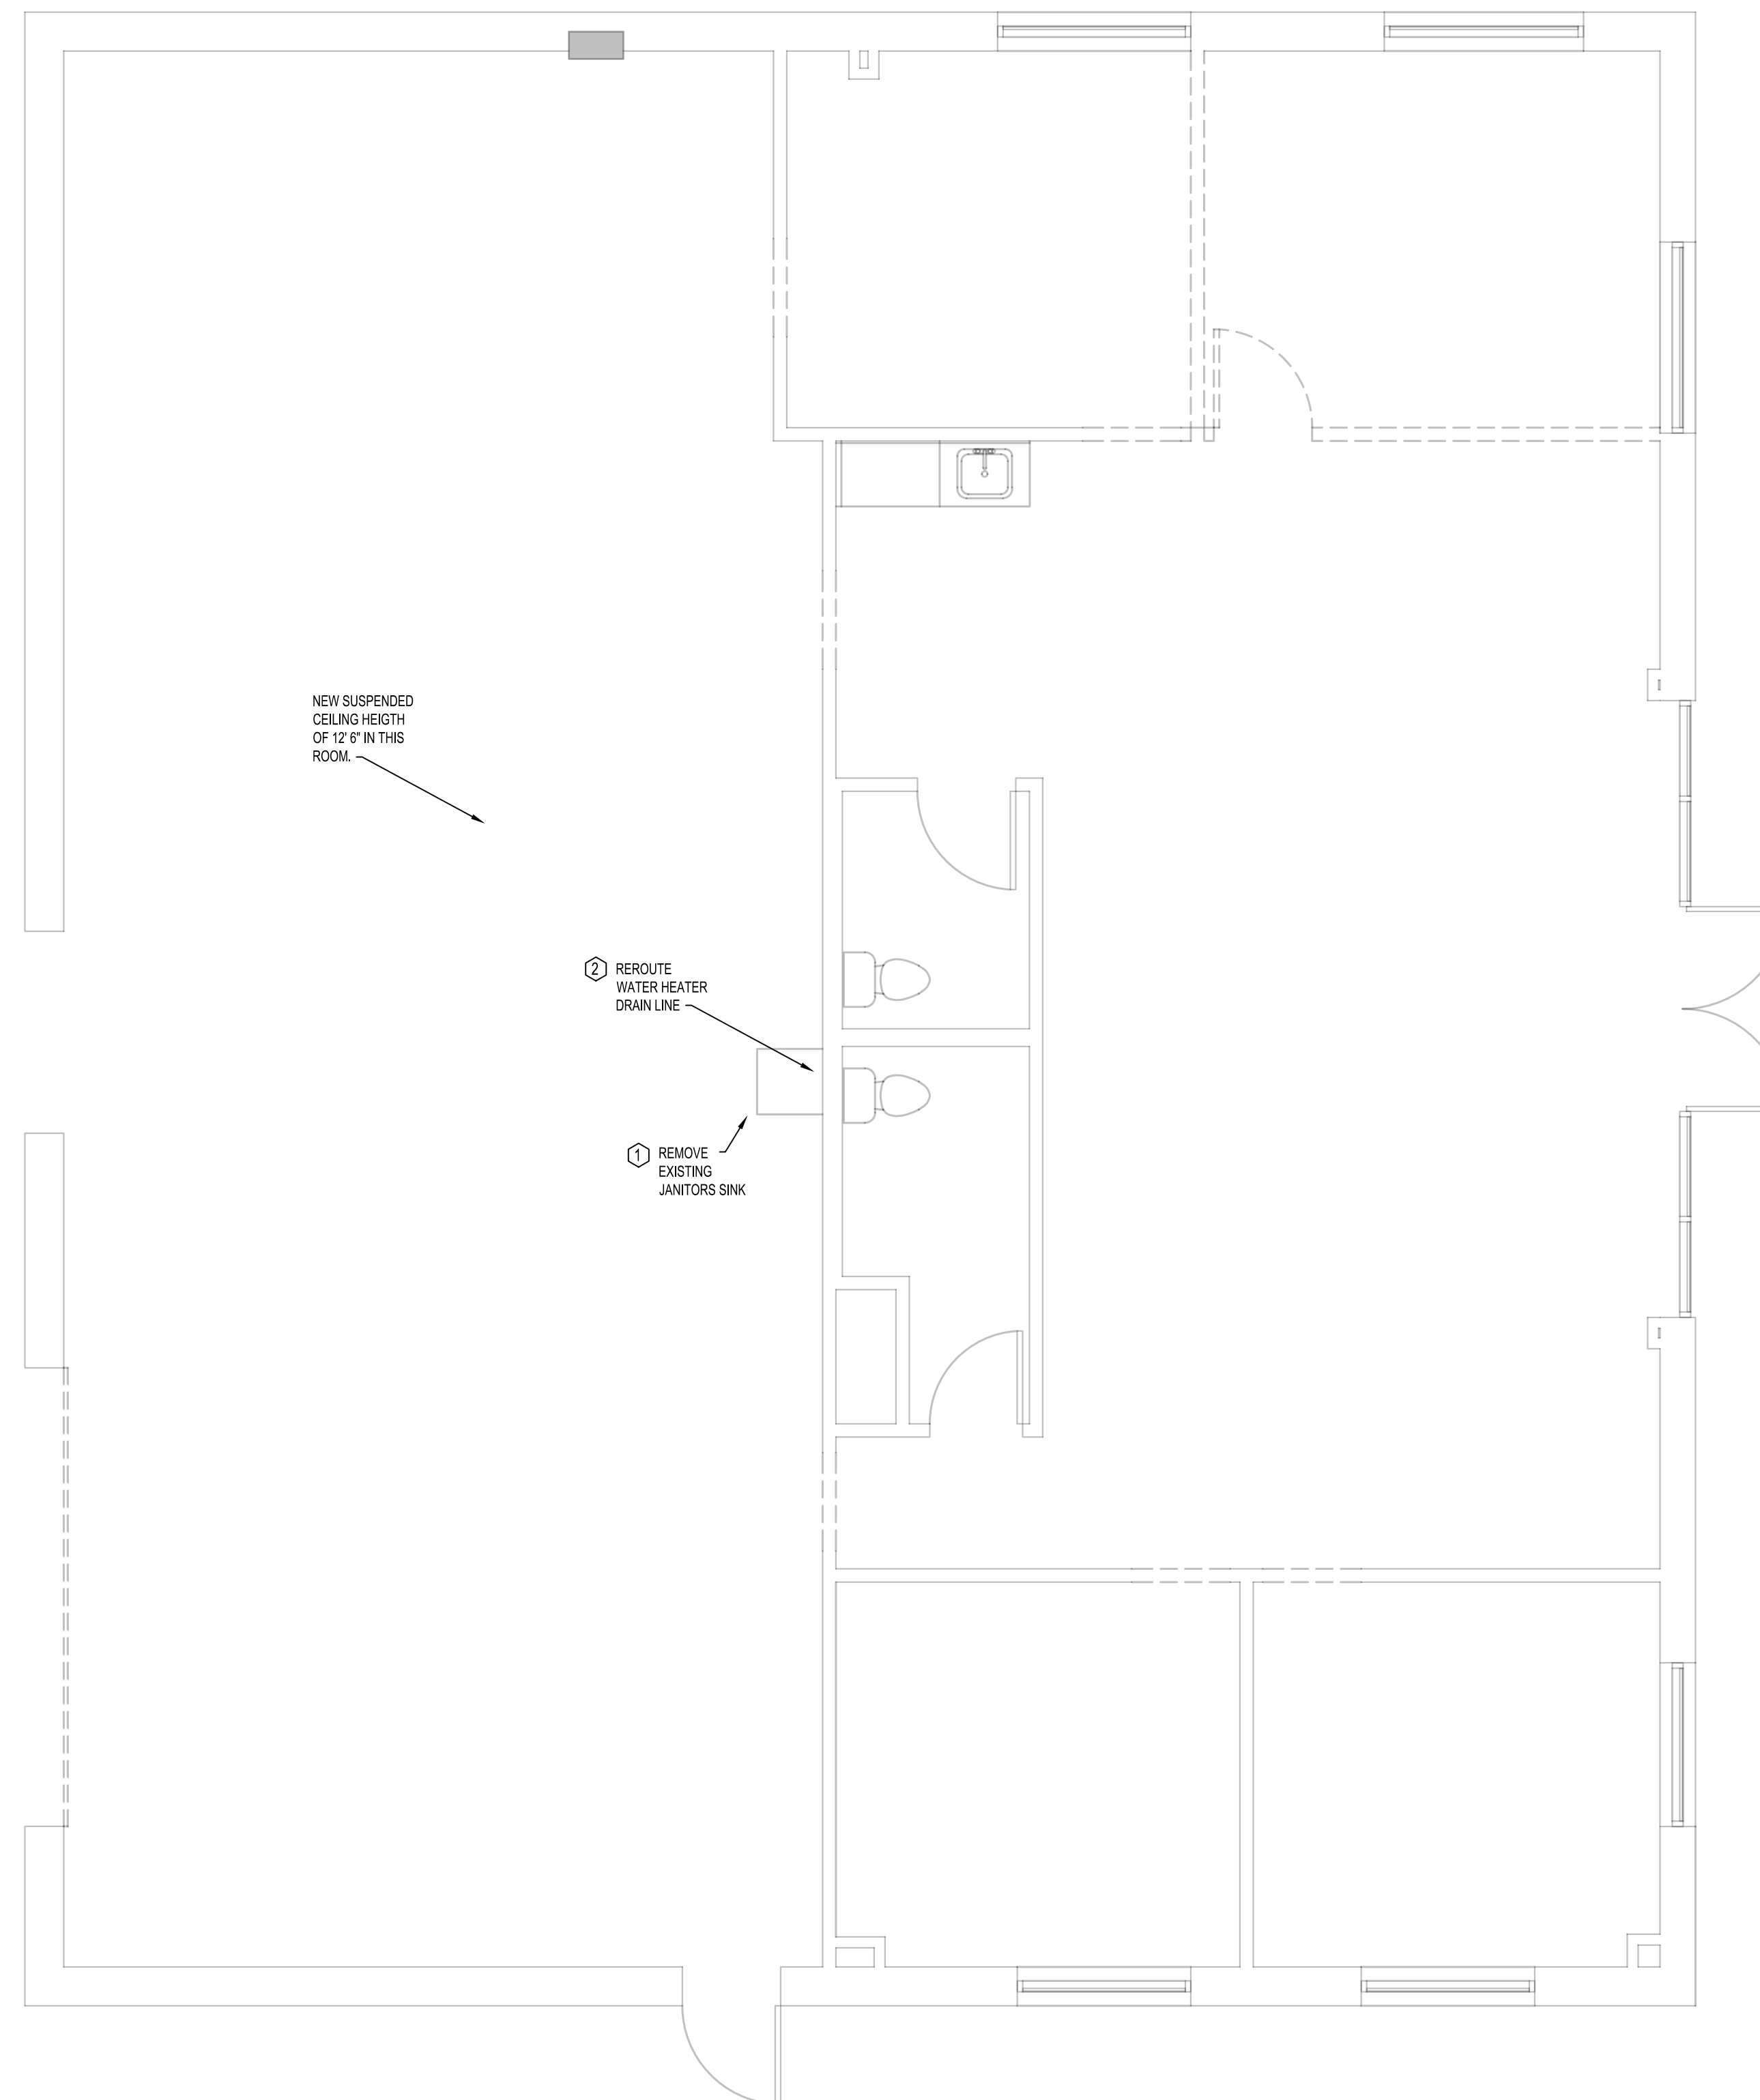 NEW SUSPENDED
CEILING HEIGTH
OF 12' 6" IN THIS
ROOM.
2 REROUTE
WATER HEATER
DRAIN LINE
1 REMOVE
EXISTING
JANITORS SINK